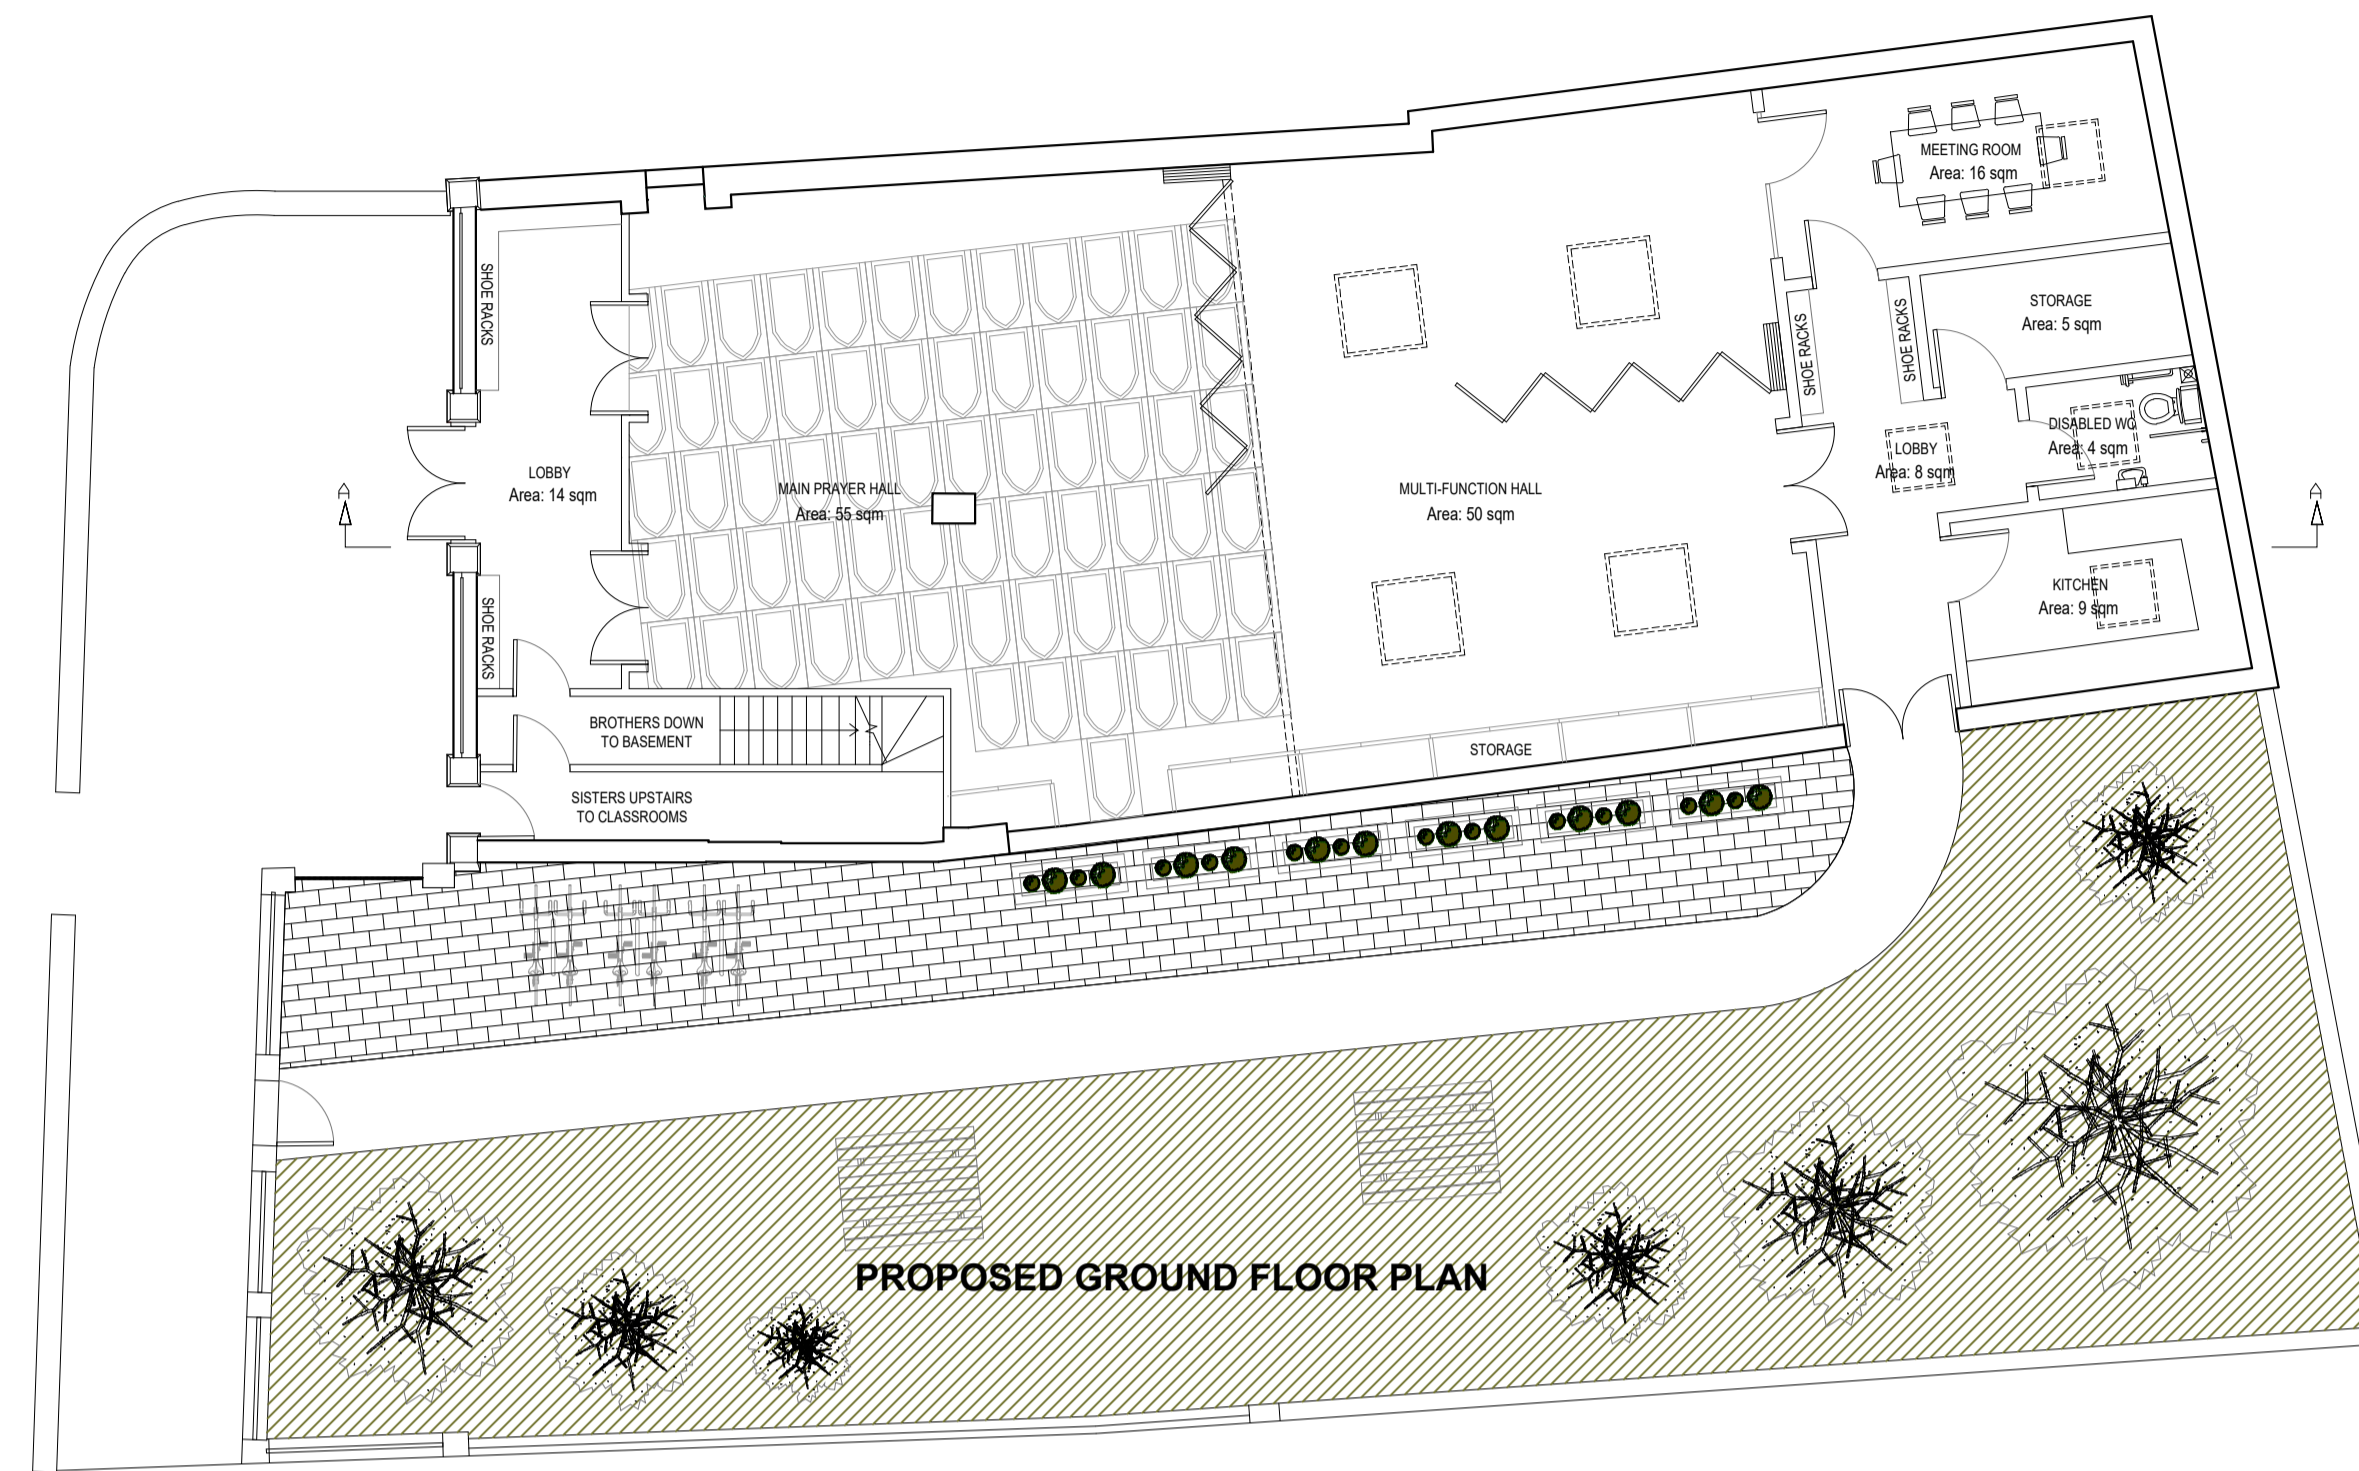 MEETING ROOM
Area: 16 sqm
SHOE RACKS
STORAGE
Area: 5 sqm
SHOE RACKS
SHOE RACKS
DISABLED WC
Area: 4 sqm
LOBBY
Area: 8 sqm
LOBBY
Area: 14 sqm
MAIN PRAYER HALL
Area: 55 sqm
MULTI-FUNCTION HALL
Area: 50 sqm
A
A
KITCHEN
Area: 9 sqm
SHOE RACKS
BROTHERS DOWN
TO BASEMENT
STORAGE
SISTERS UPSTAIRS
TO CLASSROOMS
PROPOSED GROUND FLOOR PLAN